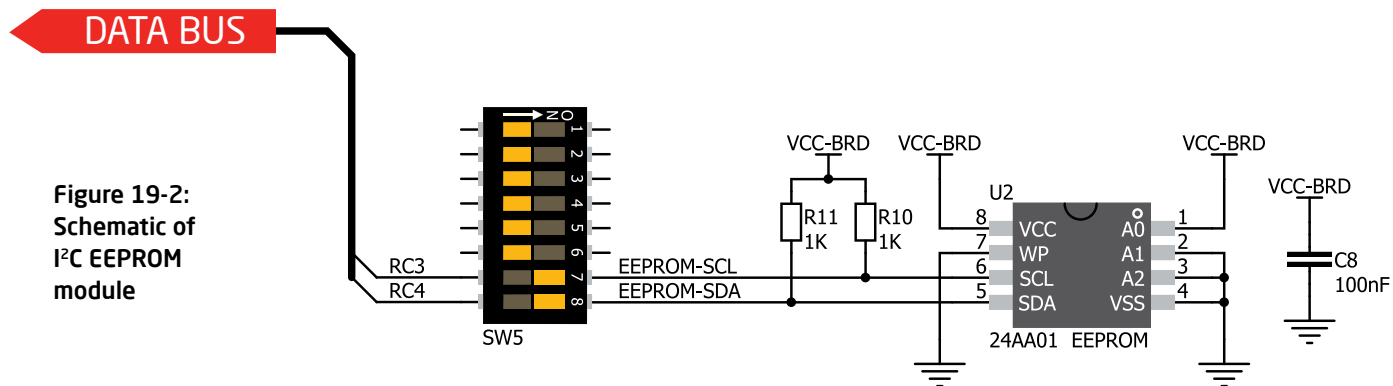 DATA BUS
Figure 19-2:
Schematic of
I²C EEPROM
module
ON
1
2
3
4
5
6
7
8
SW5
RC3
RC4
EEPROM-SCL
EEPROM-SDA
VCC-BRD
R11
1K
R10
1K
VCC-BRD
U2
8
7
6
5
VCC
WP
SCL
SDA
A0
A1
A2
VSS
1
2
3
4
24AA01 EEPROM
VCC-BRD
VCC-BRD
C8
100nF